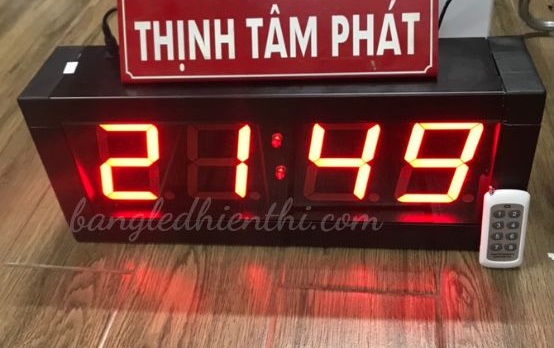 THỊNH TÂM PHÁT
21:49
bangledhienthi.com